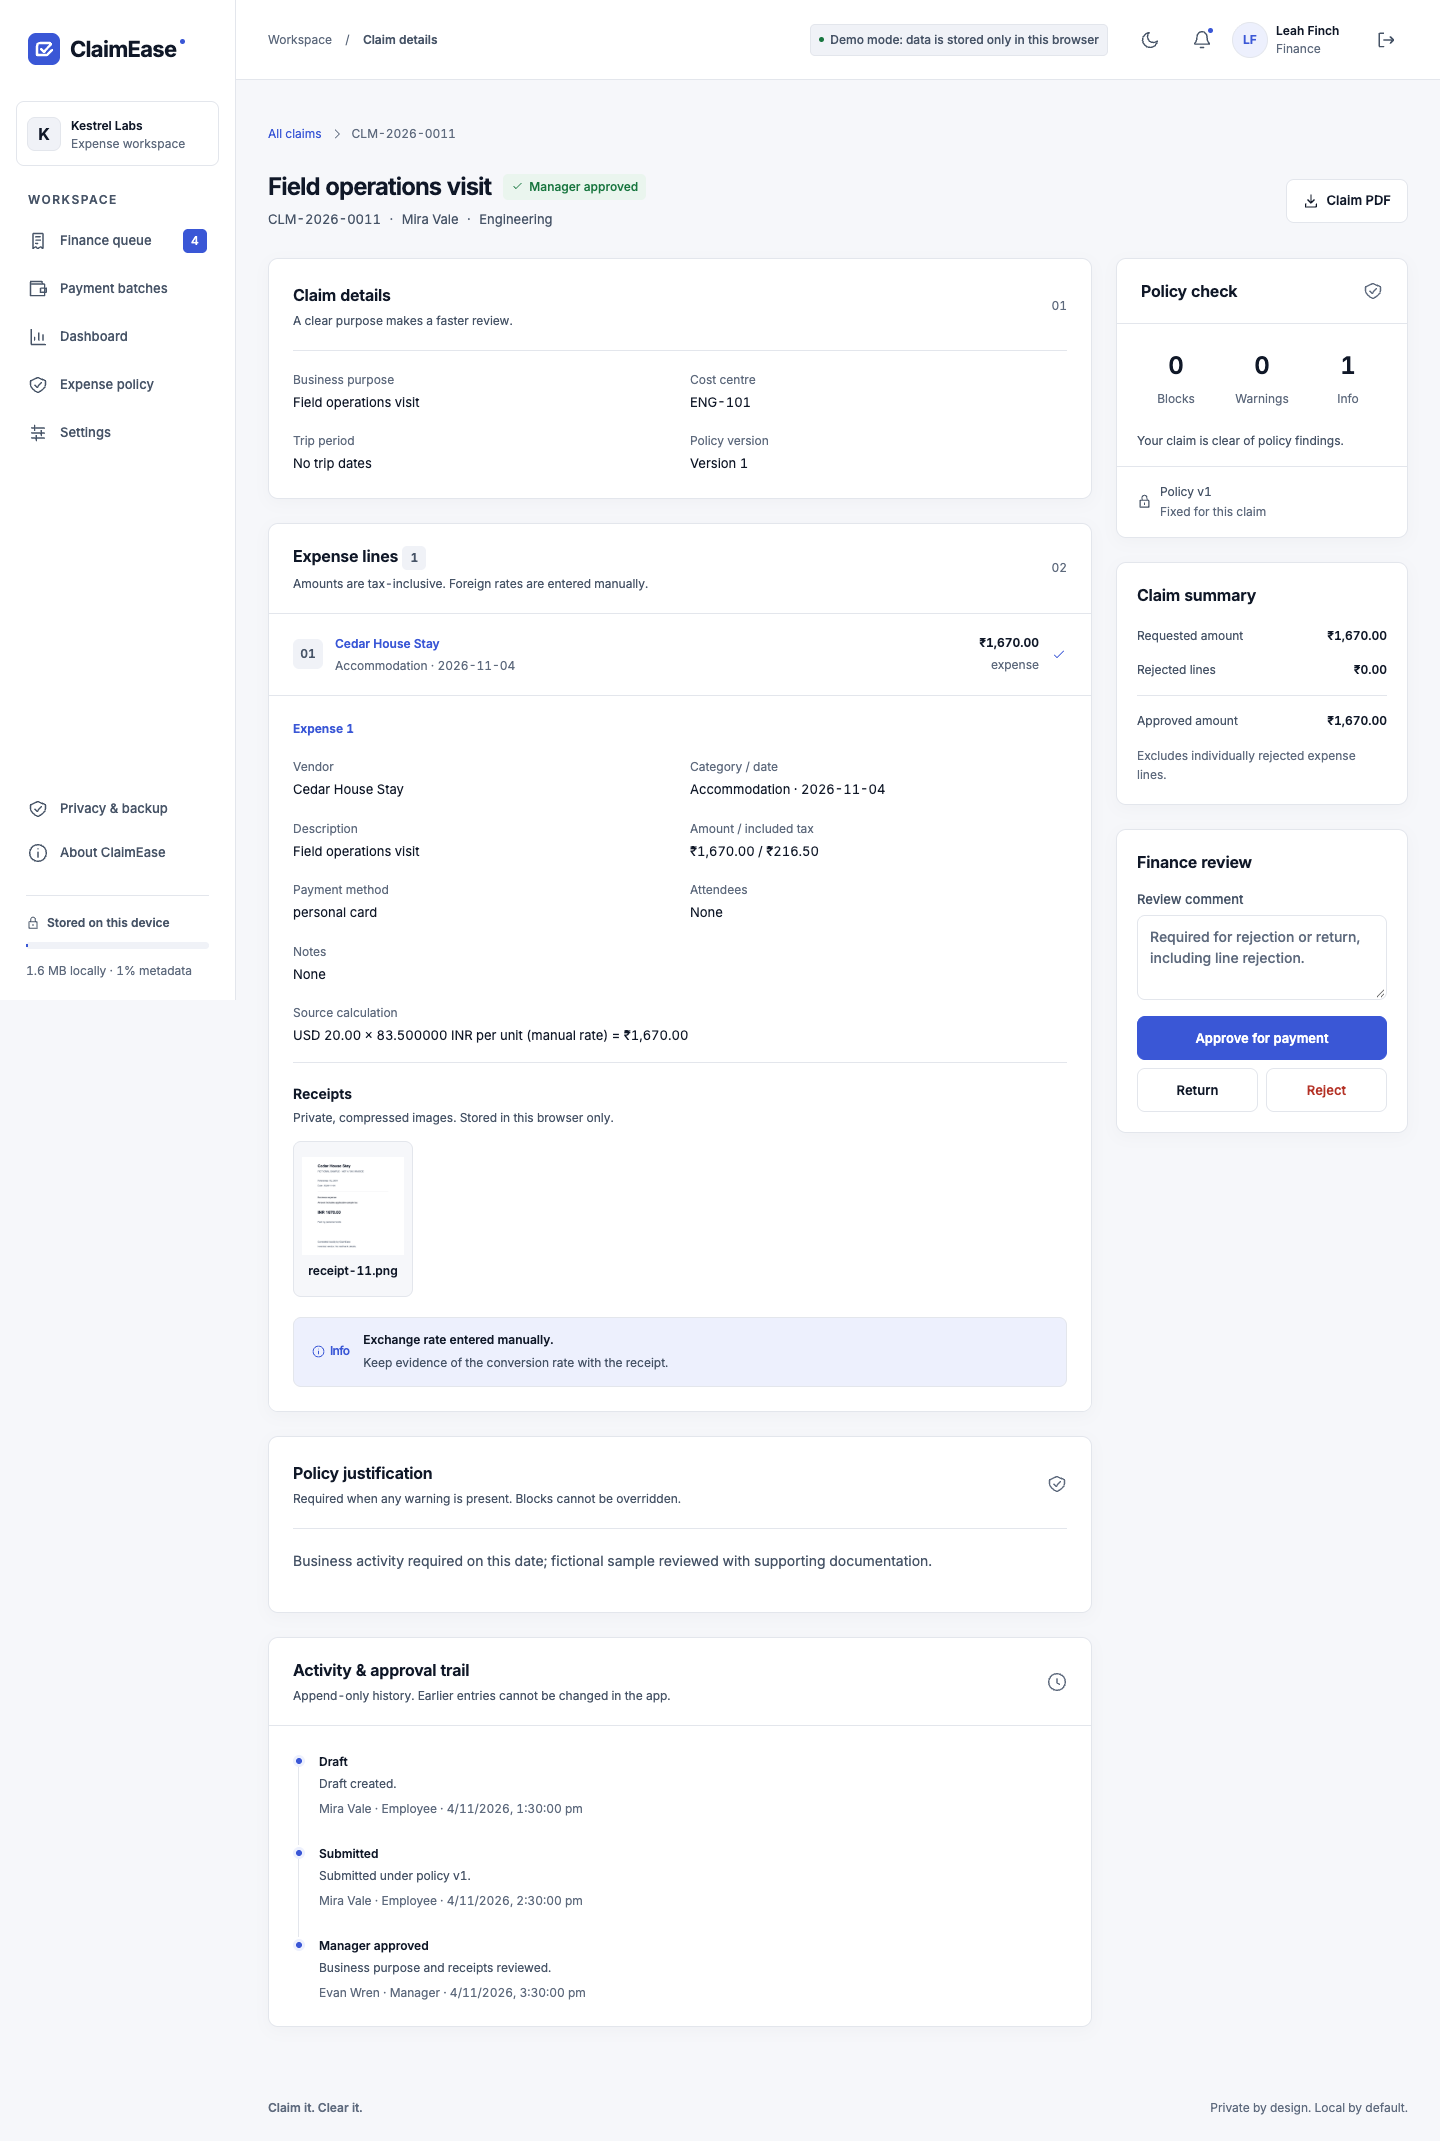 ClaimEase
K
Kestrel Labs
Expense workspace
WORKSPACE
Finance queue
4
Payment batches
Dashboard
Expense policy
Settings
Privacy & backup
About ClaimEase
Stored on this device
1.6 MB locally · 1% metadata
Workspace / Claim details
Demo mode: data is stored only in this browser
LF
Leah Finch
Finance
All claims
CLM-2026-0011
Field operations visit
Manager approved
CLM-2026-0011 · Mira Vale · Engineering
Claim PDF
Claim details
A clear purpose makes a faster review.
01
Business purpose
Field operations visit
Cost centre
ENG-101
Trip period
No trip dates
Policy version
Version 1
Expense lines 1
Amounts are tax-inclusive. Foreign rates are entered manually.
02
01
Cedar House Stay
Accommodation · 2026-11-04
₹1,670.00
expense
Expense 1
Vendor
Cedar House Stay
Category / date
Accommodation · 2026-11-04
Description
Field operations visit
Amount / included tax
₹1,670.00 / ₹216.50
Payment method
personal card
Attendees
None
Notes
None
Source calculation
USD 20.00 × 83.500000 INR per unit (manual rate) = ₹1,670.00
Receipts
Private, compressed images. Stored in this browser only.
Cedar House Stay
INR 1670.00
receipt-11.png
Info
Exchange rate entered manually.
Keep evidence of the conversion rate with the receipt.
Policy justification
Required when any warning is present. Blocks cannot be overridden.
Business activity required on this date; fictional sample reviewed with supporting documentation.
Activity & approval trail
Append-only history. Earlier entries cannot be changed in the app.
Draft
Draft created.
Mira Vale · Employee · 4/11/2026, 1:30:00 pm
Submitted
Submitted under policy v1.
Mira Vale · Employee · 4/11/2026, 2:30:00 pm
Manager approved
Business purpose and receipts reviewed.
Evan Wren · Manager · 4/11/2026, 3:30:00 pm
Policy check
0
Blocks
0
Warnings
1
Info
Your claim is clear of policy findings.
Policy v1
Fixed for this claim
Claim summary
Requested amount ₹1,670.00
Rejected lines ₹0.00
Approved amount ₹1,670.00
Excludes individually rejected expense
lines.
Finance review
Review comment
Required for rejection or return,
including line rejection.
Approve for payment
Return
Reject
Claim it. Clear it.
Private by design. Local by default.